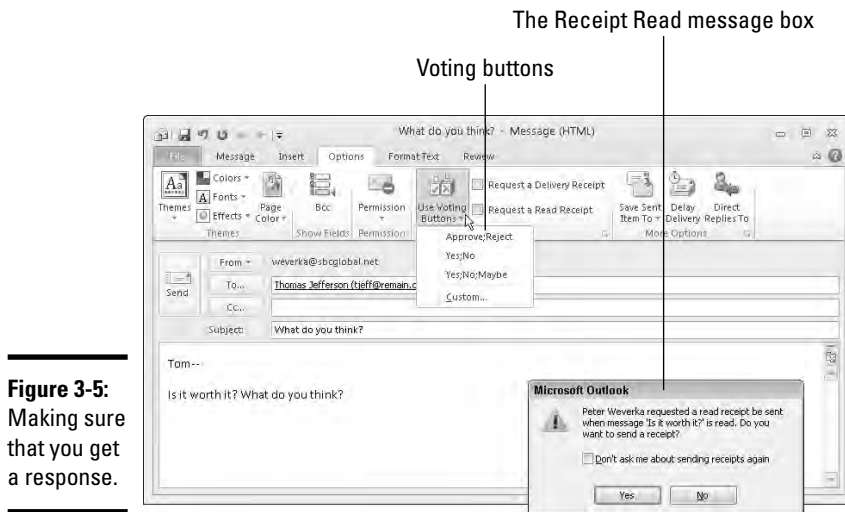 The Receipt Read message box
Voting buttons
What do you think? - Message (HTML)
File Message Insert Options Format Text Review
Aa Colors Fonts Effects
Themes
Page Color
Bcc
Permission
Use Voting Buttons
Request a Delivery Receipt
Request a Read Receipt
Save Sent Item To
Delay Delivery
Direct Replies To
Themes Show Fields Permission More Options
Approve;Reject
Yes;No
Yes;No;Maybe
Custom...
From weverka@sbcglobal.net
Send
To... Thomas Jefferson (tjeff@remain.c
Cc...
Subject: What do you think?
Tom--
Is it worth it? What do you think?
Microsoft Outlook
Peter Weverka requested a read receipt be sent
when message 'Is it worth it?' is read. Do you
want to send a receipt?
Don't ask me about sending receipts again
Yes No
Figure 3-5:
Making sure
that you get
a response.